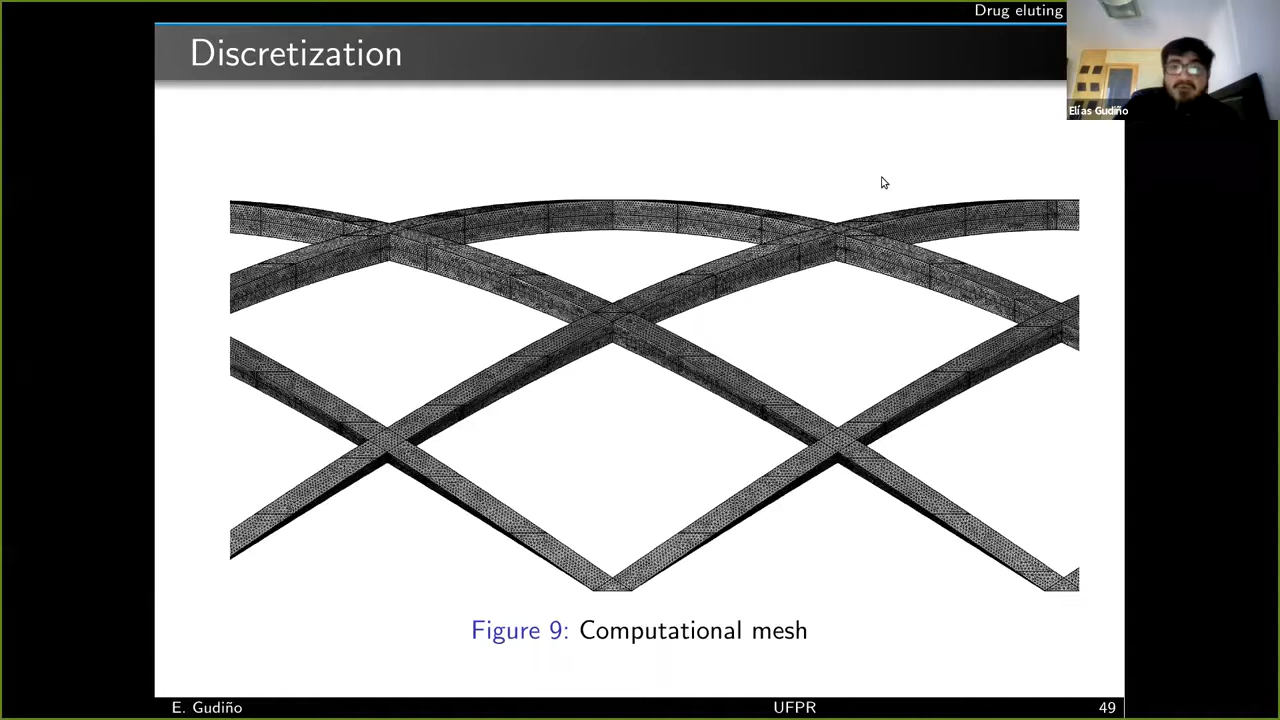 Drug eluting
Discretization
Elías Gudiño
Figure 9: Computational mesh
E. Gudiño
UFPR
49